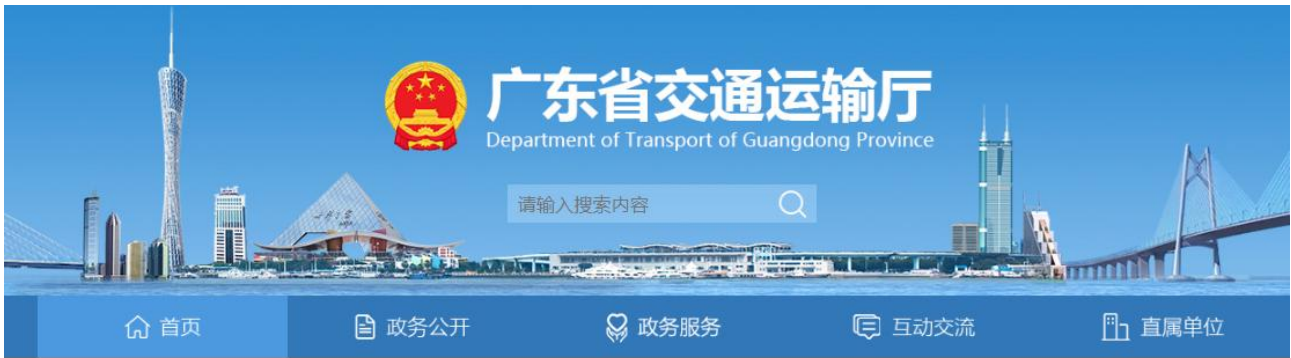 广东省交通运输厅
Department of Transport of Guangdong Province
请输入搜索内容
首页 政务公开 政务服务 互动交流 直属单位